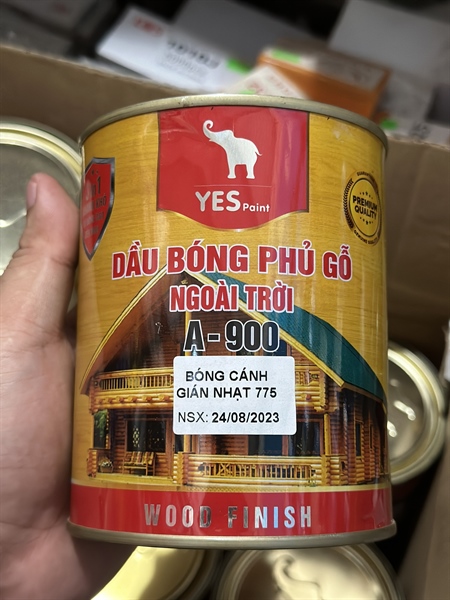 YES Paint
PREMIUM
QUALITY
DẦU BÓNG PHỦ GỖ
NGOÀI TRỜI
A - 900
BÓNG CÁNH
GIÁN NHẠT 775
NSX: 24/08/2023
WOOD FINISH